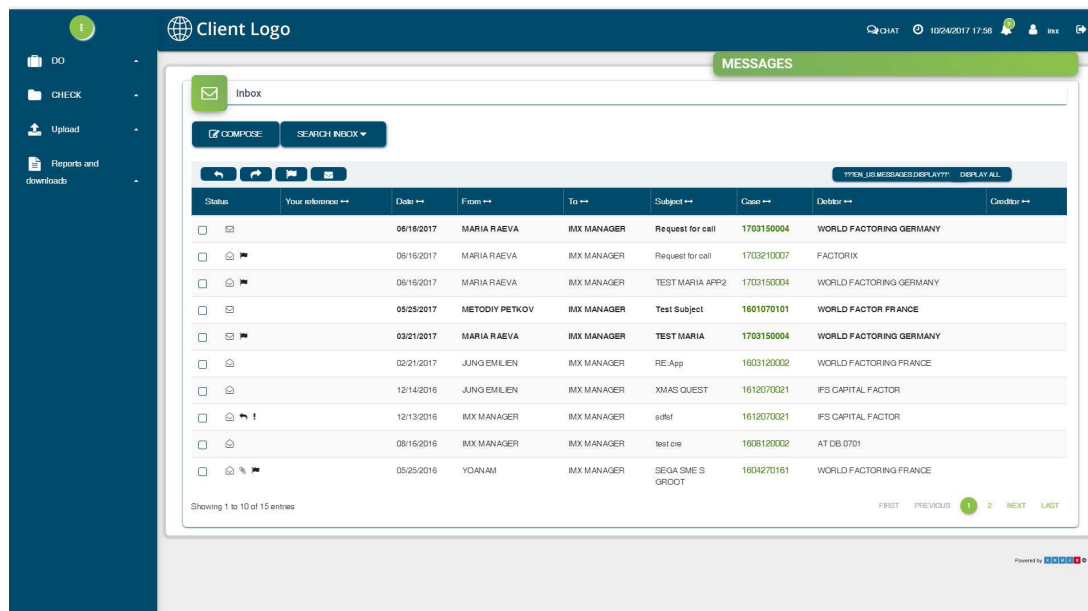 Client Logo
CHAT 10/24/2017 17:58 imx
DO
CHECK
Upload
Reports and
downloads
MESSAGES
Inbox
COMPOSE SEARCH INBOX
???EN_US.MESSAGES.DISPLAY??? DISPLAY ALL
Status Your reference Date From To Subject Case Debtor Creditor
06/16/2017 MARIA RAEVA IMX MANAGER Request for call 1703150004 WORLD FACTORING GERMANY
06/16/2017 MARIA RAEVA IMX MANAGER Request for call 1703210007 FACTORIX
06/16/2017 MARIA RAEVA IMX MANAGER TEST MARIA APP2 1703150004 WORLD FACTORING GERMANY
05/25/2017 METODIY PETKOV IMX MANAGER Test Subject 1601070101 WORLD FACTOR FRANCE
03/21/2017 MARIA RAEVA IMX MANAGER TEST MARIA 1703150004 WORLD FACTORING GERMANY
02/21/2017 JUNG EMILIEN IMX MANAGER RE:App 1603120002 WORLD FACTORING FRANCE
12/14/2016 JUNG EMILIEN IMX MANAGER XMAS QUEST 1612070021 IFS CAPITAL FACTOR
12/13/2016 IMX MANAGER IMX MANAGER sdfsf 1612070021 IFS CAPITAL FACTOR
08/16/2016 IMX MANAGER IMX MANAGER test cre 1608120002 AT DB 0701
05/25/2016 YOANAM IMX MANAGER SEGA SME S 1604270161 WORLD FACTORING FRANCE
GROOT
Showing 1 to 10 of 15 entries
FIRST PREVIOUS 1 2 NEXT LAST
Powered by